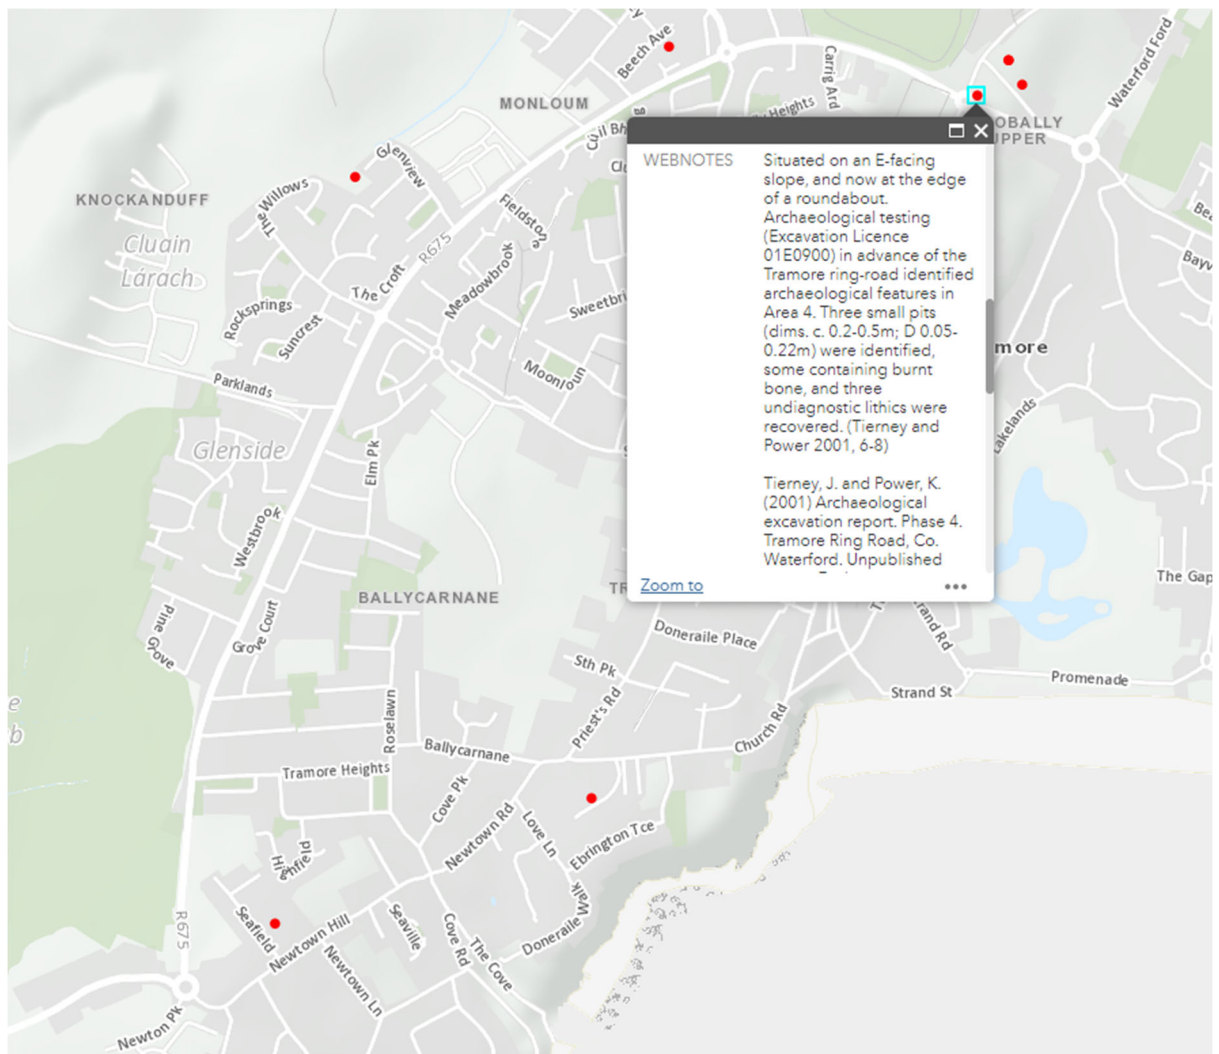 Beech Ave
Carrig Ard
Waterford Ford
MONLOUM
Heights
OBALLY
UPPER
Glenview
KNOCKANDUFF
The Willows
Fieldstone
Cluain
Lárach
R675
The Croft
Meadowbrook
Rocksprings
Suncrest
Sweetbri
Moonloun
Parklands
more
Glenside
Elm Pk
Lakelands
Westbrook
WEBNOTES
Situated on an E-facing
slope, and now at the edge
of a roundabout.
Archaeological testing
(Excavation Licence
01E0900) in advance of the
Tramore ring-road identified
archaeological features in
Area 4. Three small pits
(dims. c. 0.2-0.5m; D 0.05-
0.22m) were identified,
some containing burnt
bone, and three
undiagnostic lithics were
recovered. (Tierney and
Power 2001, 6-8)
Tierney, J. and Power, K.
(2001) Archaeological
excavation report. Phase 4.
Tramore Ring Road, Co.
Waterford. Unpublished
Zoom to
The Gap
BALLYCARNANE
TR
Pine Grove
Grove Court
Doneraile Place
rand Rd
Sth Pk
Promenade
Strand St
Roselawn
Priest's Rd
Church Rd
Ballycarnane
Tramore Heights
Cove Pk
Newtown Rd
Love Ln
Ebrington Tce
Highfield
Doneraile Walk
Seafield
R675
Newtown Hill
Seaville
Cove Rd
The Cove
Newtown Ln
Newton Pk